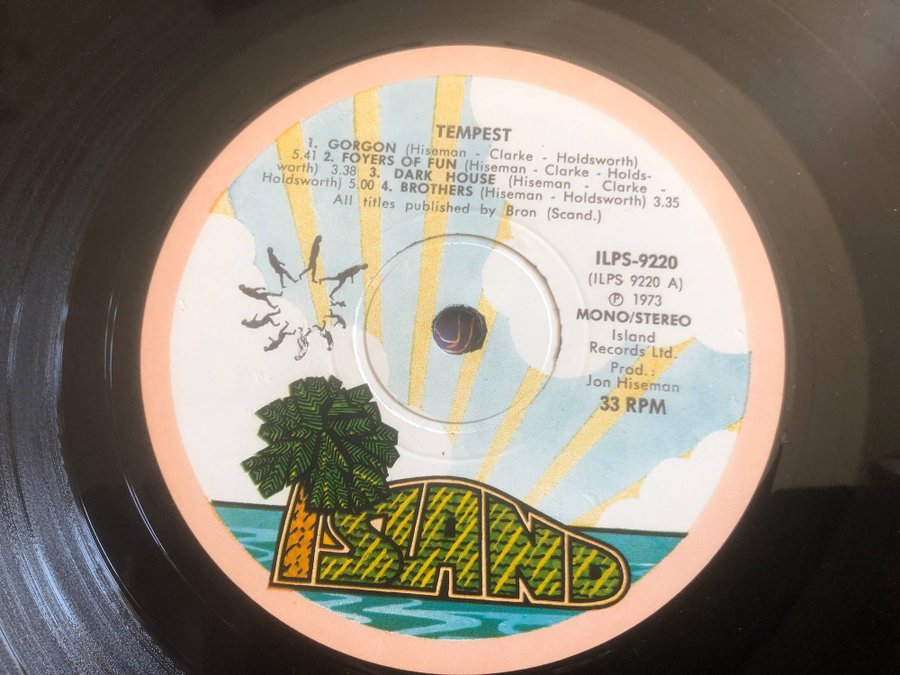 TEMPEST
1. GORGON (Hiseman - Clarke - Holdsworth)
5.41 2. FOYERS OF FUN (Hiseman - Clarke - Holds-
worth) 3.38 3. DARK HOUSE (Hiseman - Clarke -
Holdsworth) 5.00 4. BROTHERS (Hiseman - Holdsworth) 3.35
All titles published by Bron (Scand.)
ILPS-9220
(ILPS 9220 A)
℗ 1973
MONO/STEREO
Island
Records Ltd.
Prod.:
Jon Hiseman
33 RPM
ISLAND